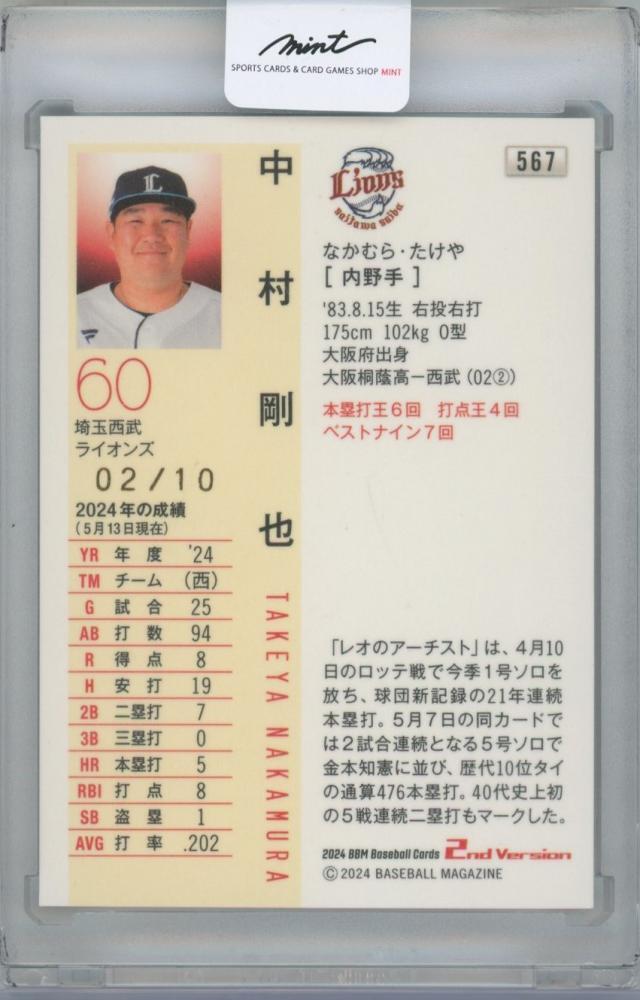 mint
SPORTS CARDS & CARD GAMES SHOP MINT
567
Lions
saitama seibu
L
中村剛也
TAKEYA NAKAMURA
60
埼玉西武
ライオンズ
02/10
2024年の成績
(5月13日現在)
YR 年度 '24
TM チーム (西)
G 試合 25
AB 打数 94
R 得点 8
H 安打 19
2B 二塁打 7
3B 三塁打 0
HR 本塁打 5
RBI 打点 8
SB 盗塁 1
AVG 打率 .202
なかむら・たけや
[内野手]
'83.8.15生 右投右打
175cm 102kg O型
大阪府出身
大阪桐蔭高ー西武(02②)
本塁打王6回 打点王4回
ベストナイン7回
「レオのアーチスト」は、4月10
日のロッテ戦で今季1号ソロを
放ち、球団新記録の21年連続
本塁打。5月7日の同カードで
は2試合連続となる5号ソロで
金本知憲に並び、歴代10位タイ
の通算476本塁打。40代史上初
の5戦連続二塁打もマークした。
2024 BBM Baseball Cards 2nd Version
©2024 BASEBALL MAGAZINE